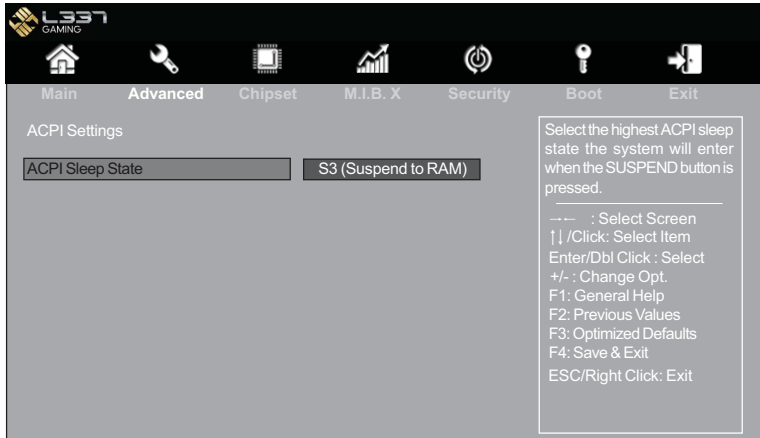 L337
GAMING
Main Advanced Chipset M.I.B. X Security Boot Exit
ACPI Settings
ACPI Sleep State S3 (Suspend to RAM)
Select the highest ACPI sleep
state the system will enter
when the SUSPEND button is
pressed.
→← : Select Screen
↑↓/Click: Select Item
Enter/Dbl Click : Select
+/- : Change Opt.
F1: General Help
F2: Previous Values
F3: Optimized Defaults
F4: Save & Exit
ESC/Right Click: Exit